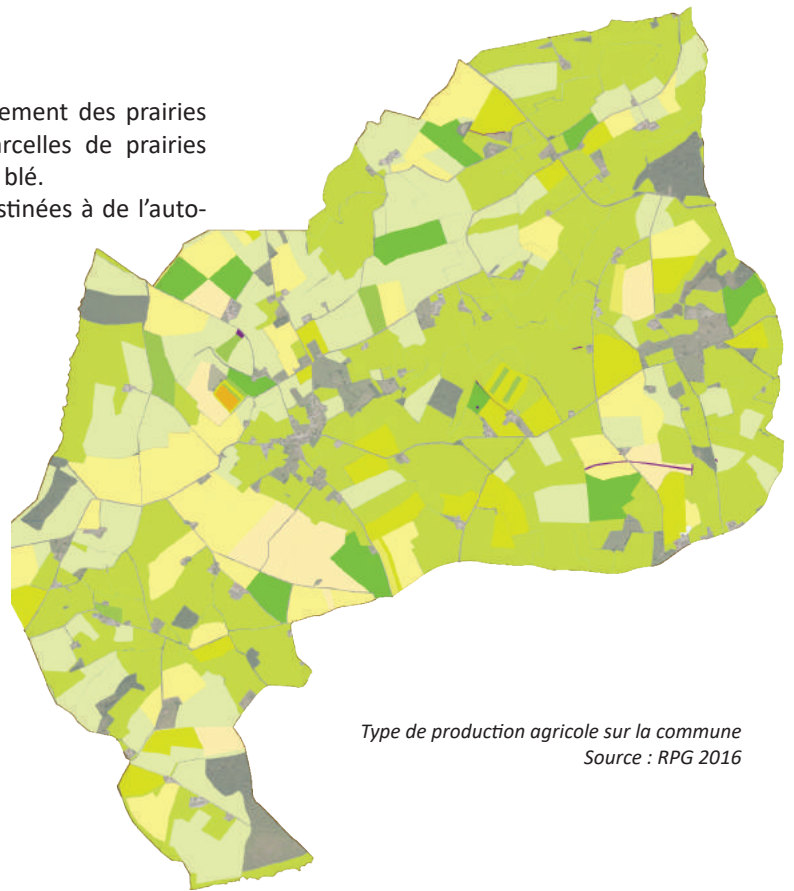 ement des prairies
arcelles de prairies
blé.
stinées à de l'auto-
Type de production agricole sur la commune
Source : RPG 2016